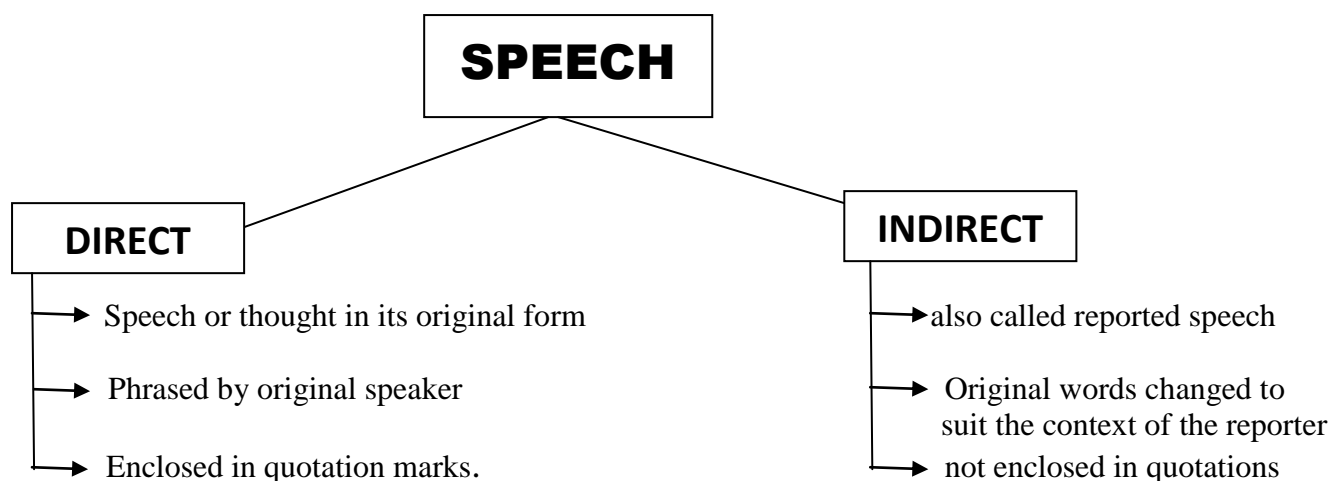 SPEECH
DIRECT
Speech or thought in its original form
Phrased by original speaker
Enclosed in quotation marks.
INDIRECT
also called reported speech
Original words changed to
suit the context of the reporter
not enclosed in quotations